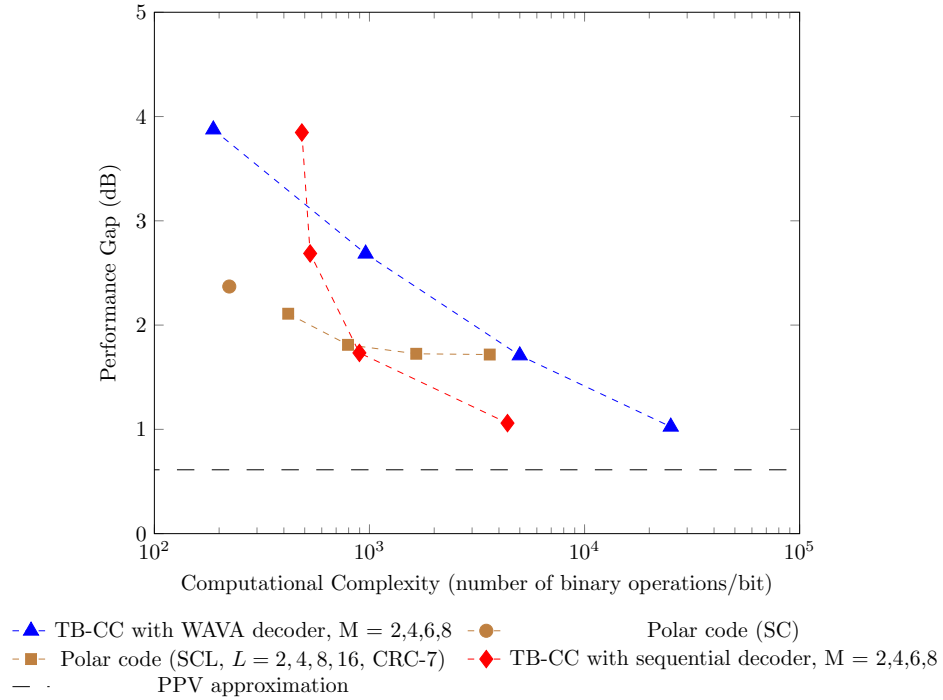 5
4
3
2
1
0
10^2
10^3
10^4
10^5
Performance Gap (dB)
Computational Complexity (number of binary operations/bit)
TB-CC with WAVA decoder, M = 2,4,6,8
Polar code (SC)
Polar code (SCL, L = 2, 4, 8, 16, CRC-7)
TB-CC with sequential decoder, M = 2,4,6,8
PPV approximation